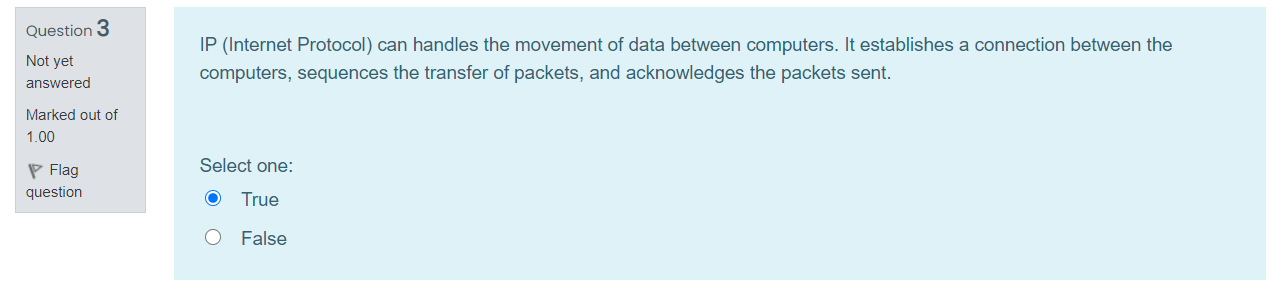 Question 3
Not yet
answered
Marked out of
1.00
Flag
question
IP (Internet Protocol) can handles the movement of data between computers. It establishes a connection between the
computers, sequences the transfer of packets, and acknowledges the packets sent.
Select one:
True
False